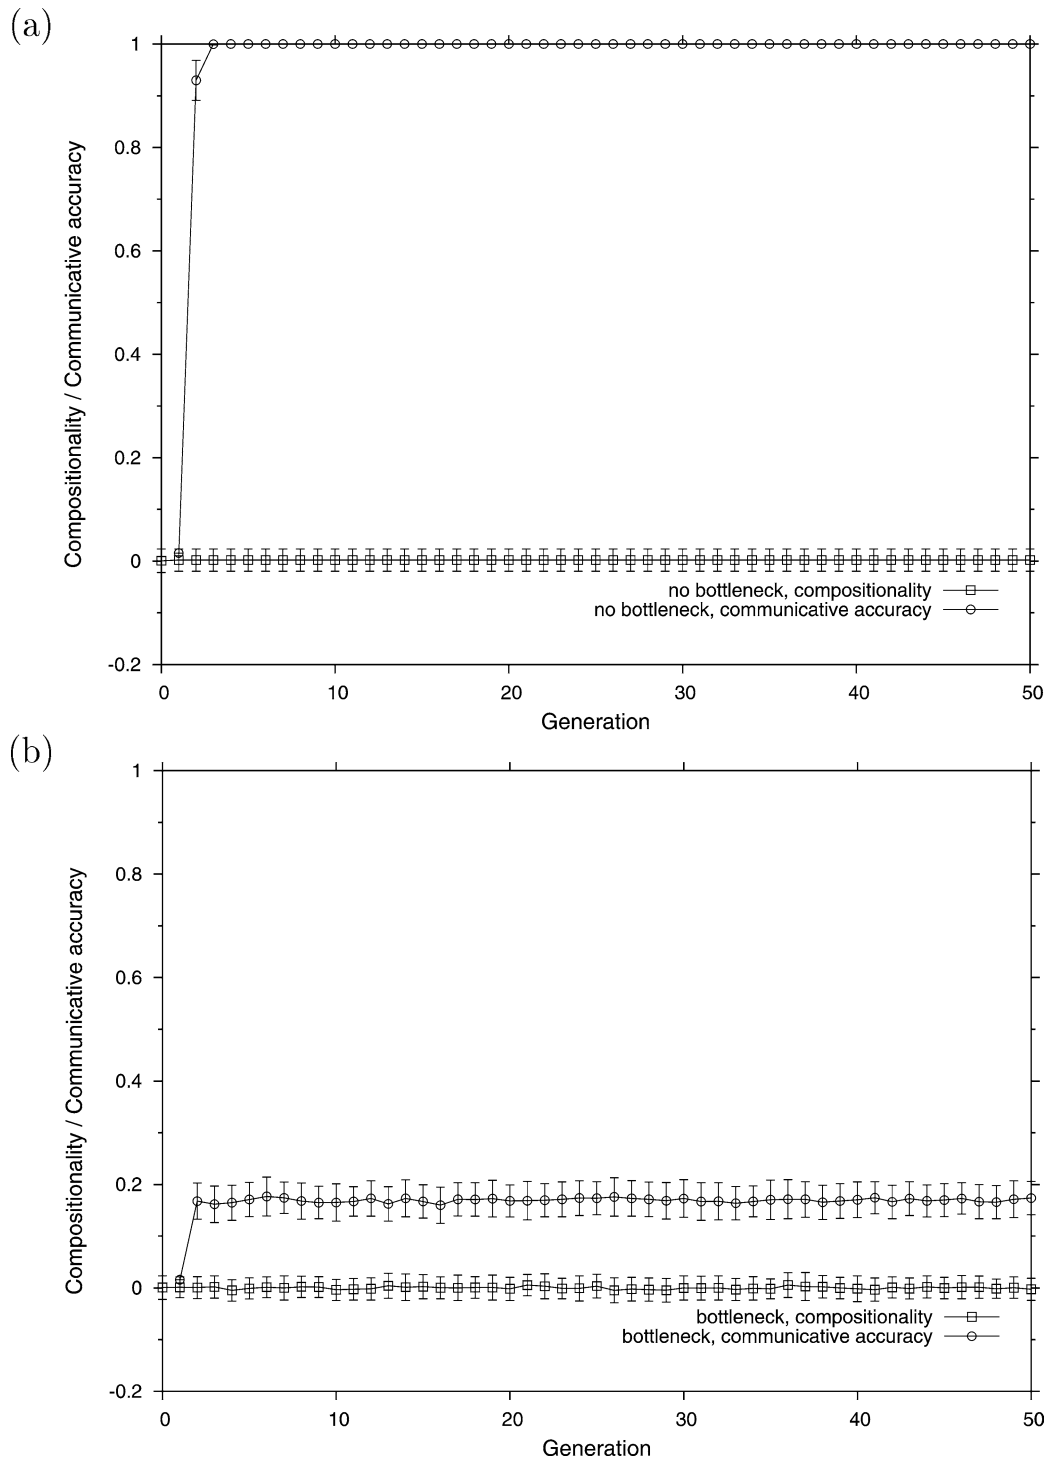 (a)
1
0.8
0.6
0.4
0.2
0
-0.2
Compositionality / Communicative accuracy
no bottleneck, compositionality
no bottleneck, communicative accuracy
0 10 20 30 40 50
Generation
(b)
1
0.8
0.6
0.4
0.2
0
-0.2
Compositionality / Communicative accuracy
bottleneck, compositionality
bottleneck, communicative accuracy
0 10 20 30 40 50
Generation